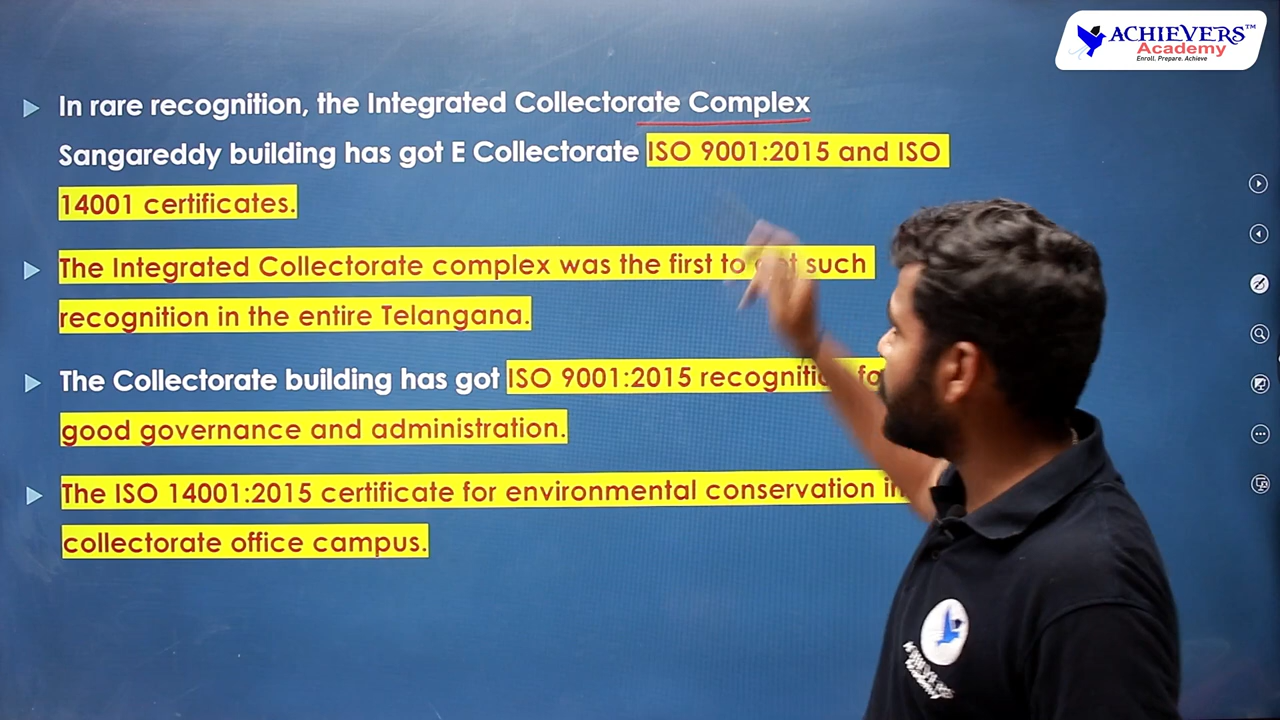 ACHIEVERS™
Academy
Enroll. Prepare. Achieve
In rare recognition, the Integrated Collectorate Complex
Sangareddy building has got E Collectorate ISO 9001:2015 and ISO
14001 certificates.
The Integrated Collectorate complex was the first to such
recognition in the entire Telangana.
The Collectorate building has got ISO 9001:2015
good governance and administration.
The ISO 14001:2015 certificate for environmental conservation in
collectorate office campus.